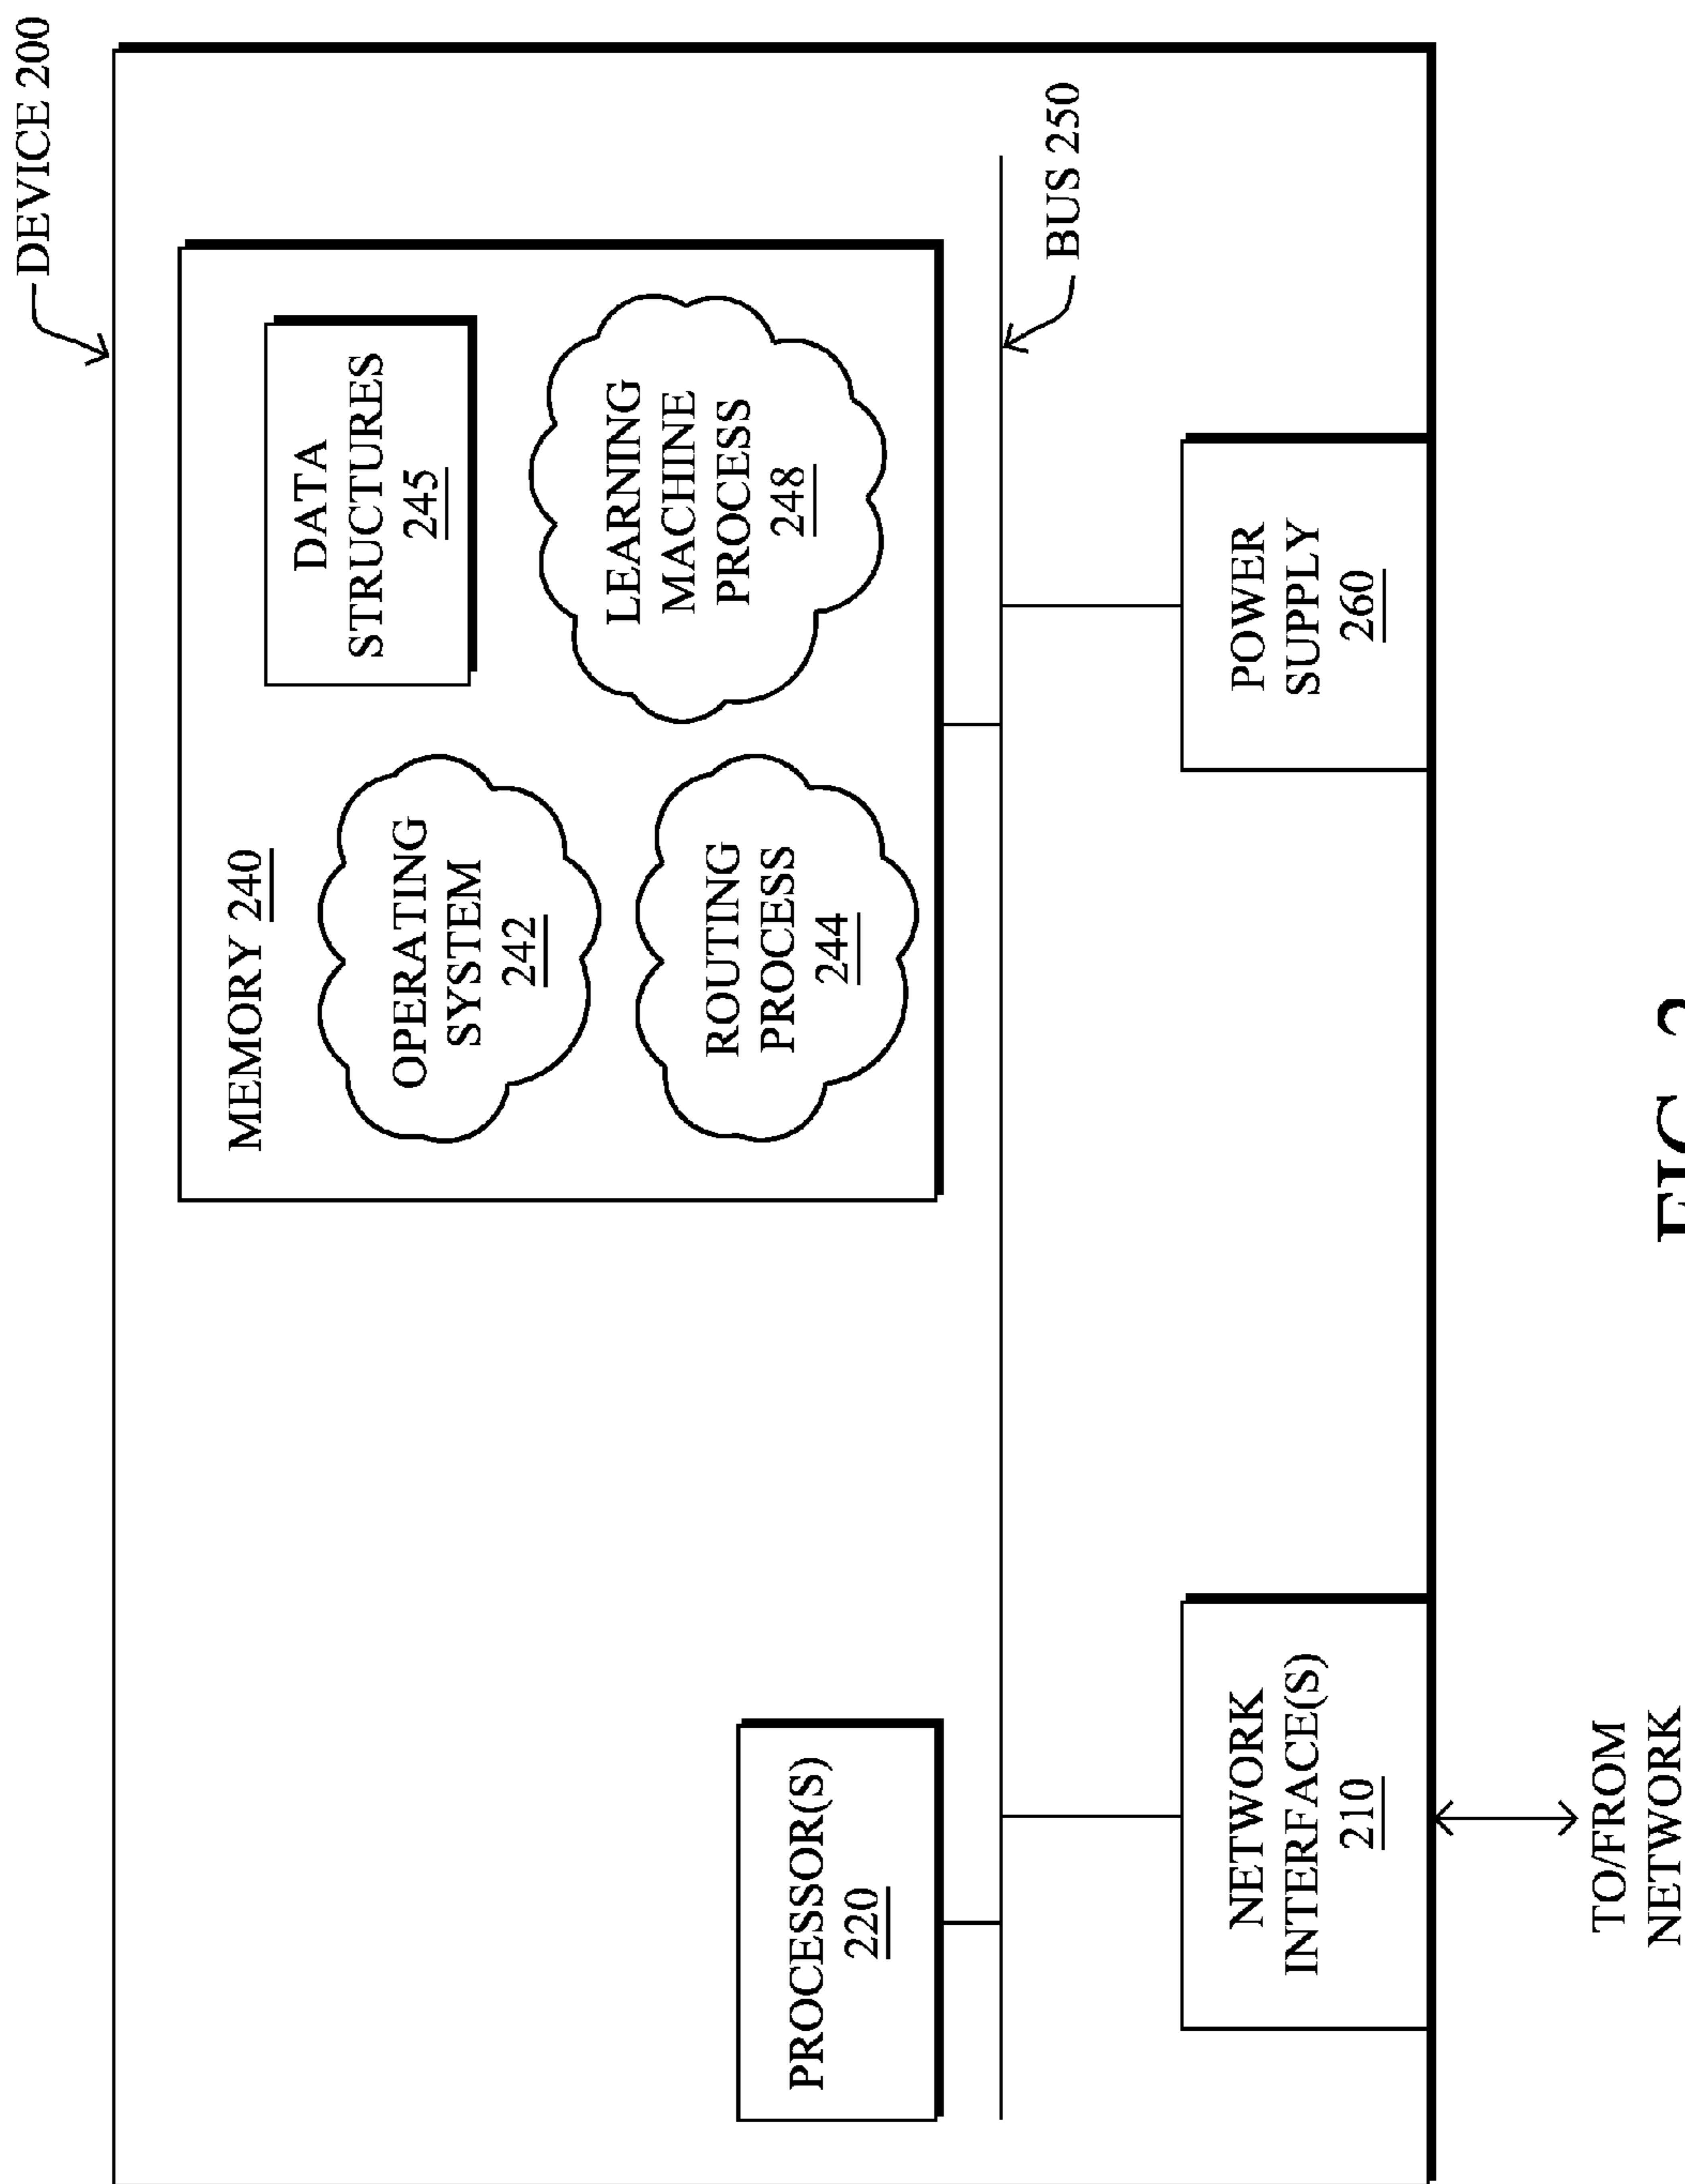 DEVICE 200
MEMORY 240
OPERATING
SYSTEM
242
DATA
STRUCTURES
245
ROUTING
PROCESS
244
LEARNING
MACHINE
PROCESS
248
PROCESSOR(S)
220
BUS 250
NETWORK
INTERFACE(S)
210
POWER
SUPPLY
260
TO/FROM
NETWORK